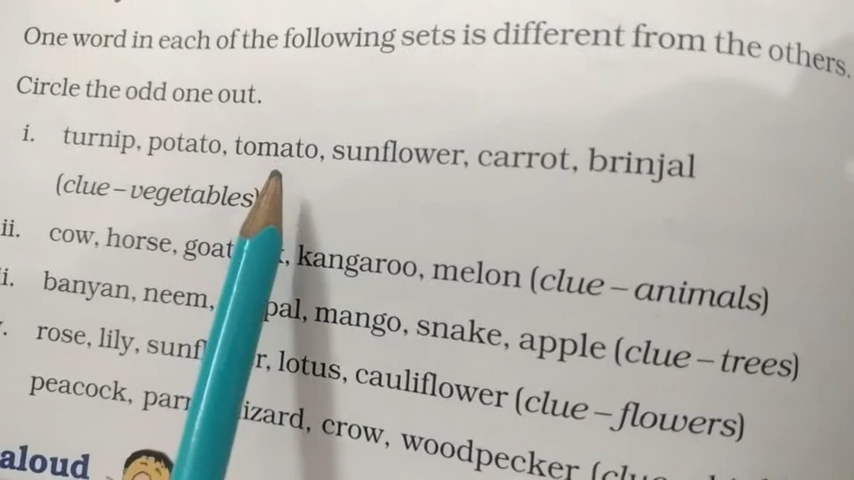 One word in each of the following sets is different from the others.
Circle the odd one out.
i. turnip, potato, tomato, sunflower, carrot, brinjal
(clue – vegetables)
ii. cow, horse, goat, kangaroo, melon (clue – animals)
i. banyan, neem, pal, mango, snake, apple (clue – trees)
rose, lily, lotus, cauliflower (clue – flowers)
peacock, crow, woodpecker
aloud